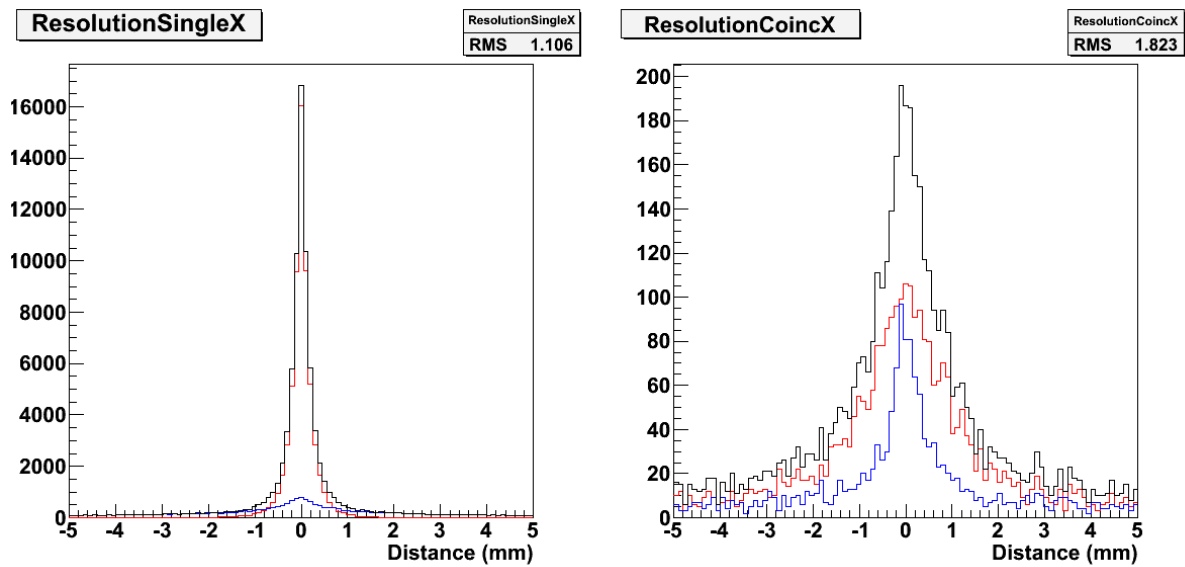 ResolutionSingleX
ResolutionSingleX
RMS 1.106
16000
14000
12000
10000
8000
6000
4000
2000
0
-5 -4 -3 -2 -1 0 1 2 3 4 5
Distance (mm)
ResolutionCoincX
ResolutionCoincX
RMS 1.823
200
180
160
140
120
100
80
60
40
20
0
-5 -4 -3 -2 -1 0 1 2 3 4 5
Distance (mm)